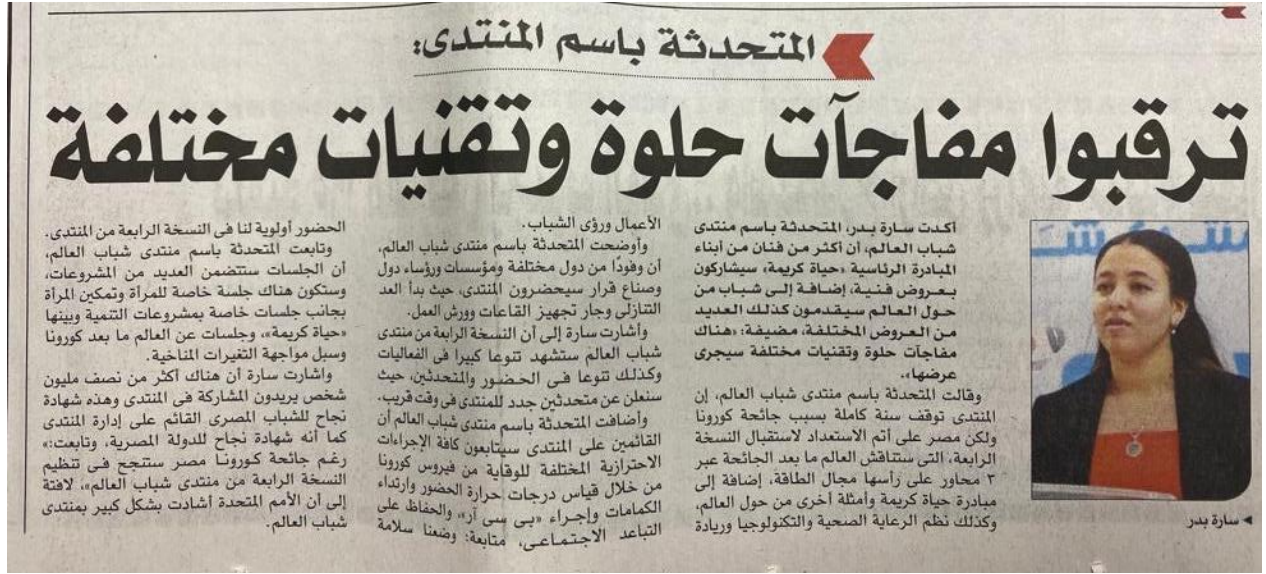 المتحدثة باسم المنتدى:
ترقبوا مفاجآت حلوة وتقنيات مختلفة
أكدت سارة بدر، المتحدثة باسم منتدى
شباب العالم، أن أكثر من فنان من أبناء
المبادرة الرئاسية «حياة كريمة» سيشاركون
بعروض فنية، إضافة إلى شباب من
حول العالم سيقدمون كذلك العديد
من العروض المختلفة، مضيفة: «هناك
مفاجآت حلوة وتقنيات مختلفة سيجرى
عرضها».
وقالت المتحدثة باسم منتدى شباب العالم، إن
المنتدى توقف سنة كاملة بسبب جائحة كورونا
ولكن مصر على أتم الاستعداد لاستقبال النسخة
الرابعة، التى ستناقش العالم ما بعد الجائحة عبر
٣ محاور على رأسها مجال الطاقة، إضافة إلى
مبادرة حياة كريمة وأمثلة أخرى من حول العالم،
وكذلك نظم الرعاية الصحية والتكنولوجيا وريادة
الأعمال ورؤى الشباب.
وأوضحت المتحدثة باسم منتدى شباب العالم،
أن وفودًا من دول مختلفة ومؤسسات ورؤساء دول
وصناع قرار سيحضرون المنتدى، حيث بدأ العد
التنازلى وجار تجهيز القاعات وورش العمل.
وأشارت سارة إلى أن النسخة الرابعة من منتدى
شباب العالم ستشهد تنوعا كبيرا فى الفعاليات
وكذلك تنوعا فى الحضور والمتحدثين، حيث
سنعلن عن متحدثين جدد للمنتدى فى وقت قريب.
وأضافت المتحدثة باسم منتدى شباب العالم أن
القائمين على المنتدى سيتابعون كافة الإجراءات
الاحترازية المختلفة للوقاية من فيروس كورونا
من خلال قياس درجات حرارة الحضور وارتداء
الكمامات وإجراء «بى سى آر»، والحفاظ على
التباعد الاجتماعى، متابعة: وضعنا سلامة
الحضور أولوية لنا فى النسخة الرابعة من المنتدى.
وتابعت المتحدثة باسم منتدى شباب العالم،
أن الجلسات ستتضمن العديد من المشروعات،
وستكون هناك جلسة خاصة للمرأة وتمكين المرأة
بجانب جلسات خاصة بمشروعات التنمية وبينها
«حياة كريمة»، وجلسات عن العالم ما بعد كورونا
وسبل مواجهة التغيرات المناخية.
واشارت سارة أن هناك أكثر من نصف مليون
شخص يريدون المشاركة فى المنتدى وهذه شهادة
نجاح للشباب المصرى القائم على إدارة المنتدى
كما أنه شهادة نجاح للدولة المصرية، وتابعت:»
رغم جائحة كورونا مصر ستنجح فى تنظيم
النسخة الرابعة من منتدى شباب العالم»، لافتة
إلى أن الأمم المتحدة أشادت بشكل كبير بمنتدى
شباب العالم.
سارة بدر